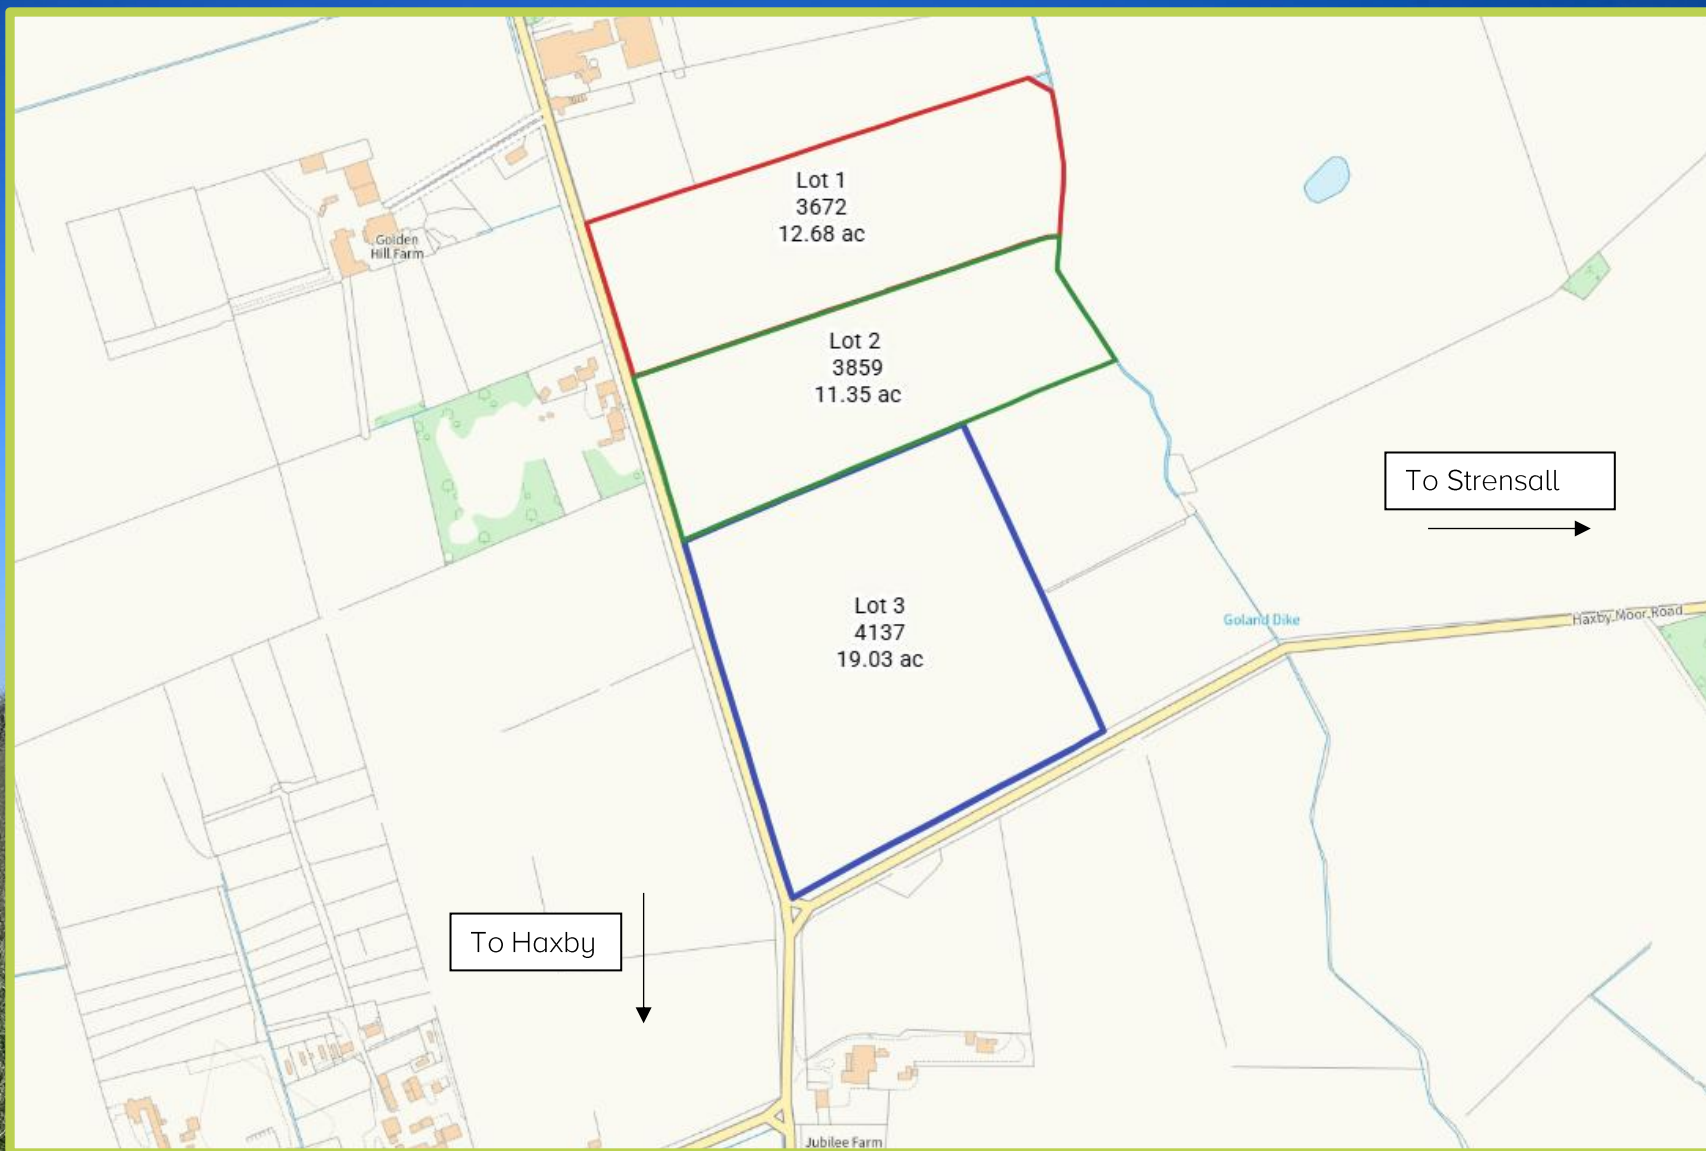 Lot 1
3672
12.68 ac
Golden
Hill Farm
Lot 2
3859
11.35 ac
To Strensall
Lot 3
4137
19.03 ac
Goland Dike
Haxby Moor Road
To Haxby
Jubilee Farm